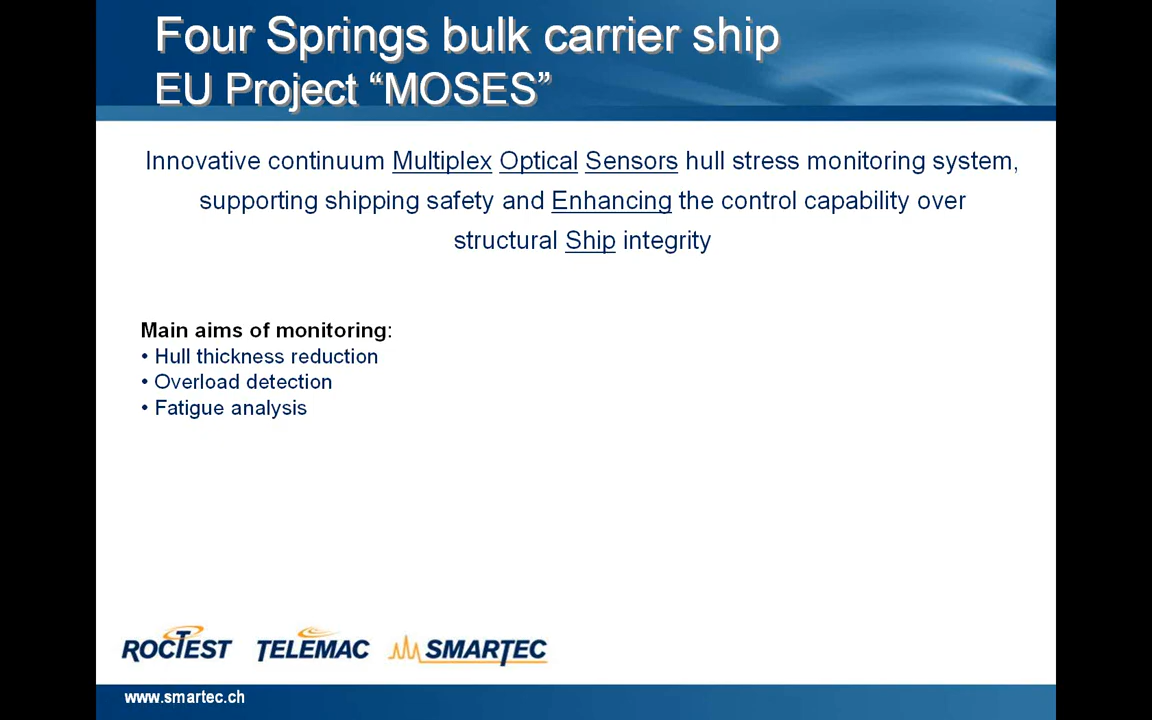 Four Springs bulk carrier ship
EU Project “MOSES”
Innovative continuum Multiplex Optical Sensors hull stress monitoring system,
supporting shipping safety and Enhancing the control capability over
structural Ship integrity
Main aims of monitoring:
• Hull thickness reduction
• Overload detection
• Fatigue analysis
ROCTEST TELEMAC SMARTEC
www.smartec.ch